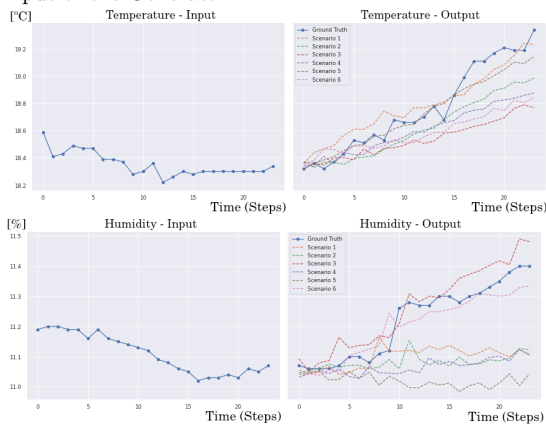 [°C]
Temperature - Input
Temperature - Output
19.2
19.0
18.8
18.6
18.4
18.2
0
5
10
15
20
Time (Steps)
Ground Truth
Scenario 1
Scenario 2
Scenario 3
Scenario 4
Scenario 5
Scenario 6
0
5
10
15
20
Time (Steps)
[%]
Humidity - Input
Humidity - Output
11.5
11.4
11.3
11.2
11.1
11.0
0
5
10
15
20
Time (Steps)
Ground Truth
Scenario 1
Scenario 2
Scenario 3
Scenario 4
Scenario 5
Scenario 6
0
5
10
15
20
Time (Steps)